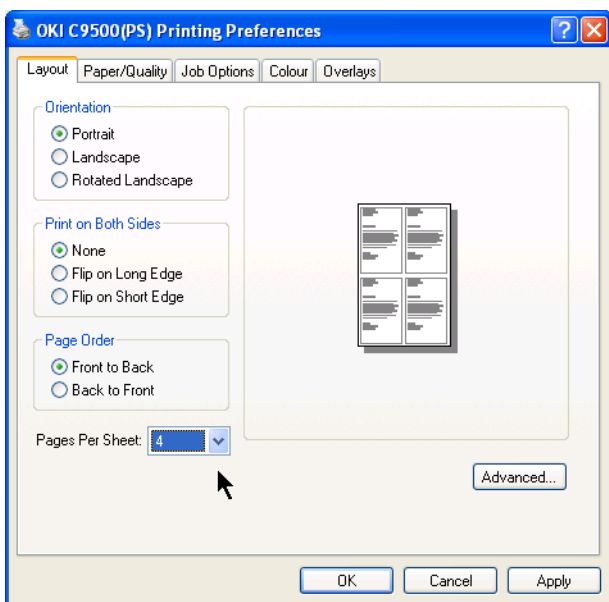 OKI C9500(PS) Printing Preferences
Layout Paper/Quality Job Options Colour Overlays
Orientation
Portrait
Landscape
Rotated Landscape
Print on Both Sides
None
Flip on Long Edge
Flip on Short Edge
Page Order
Front to Back
Back to Front
Pages Per Sheet: 4
Advanced...
OK Cancel Apply